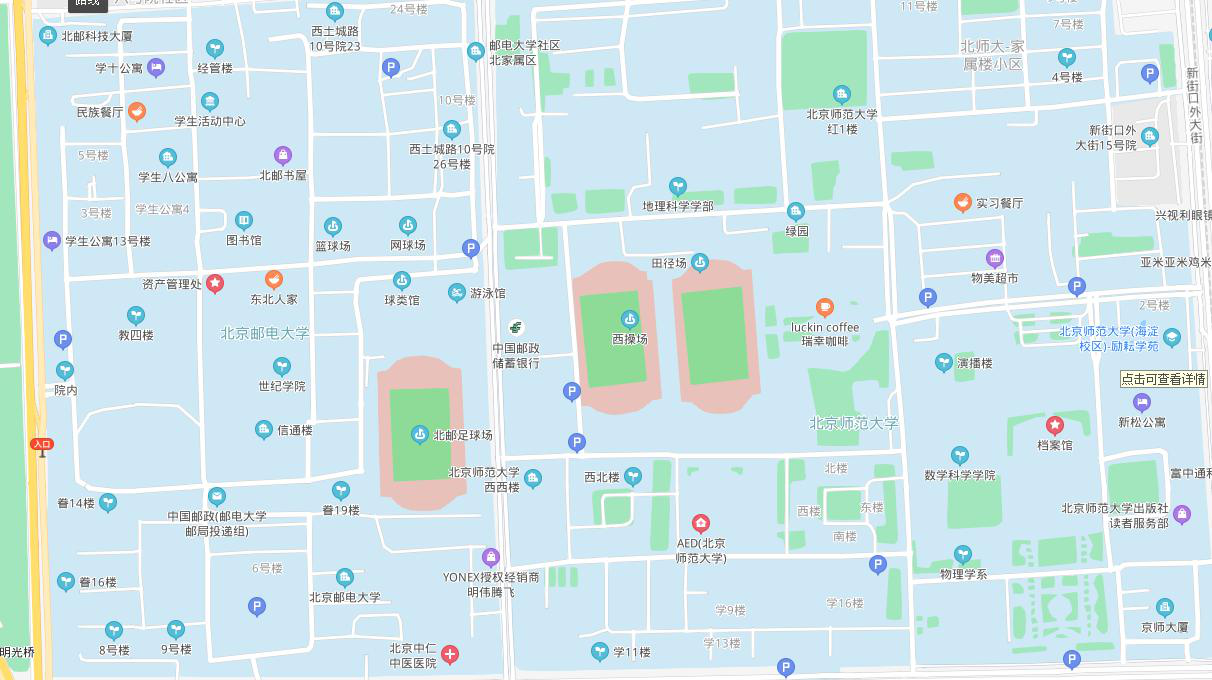 24号楼
11号楼
北邮科技大厦
西土城路
10号院23
邮电大学社区
北家属区
7号楼
北师大-家
属楼小区
4号楼
学十公寓
经管楼
新街口外大街
民族餐厅
学生活动中心
10号楼
北京师范大学
红1楼
西土城路10号院
26号楼
新街口外
大街15号院
5号楼
学生八公寓
北邮书屋
3号楼
学生公寓4
图书馆
篮球场
网球场
地理科学学部
绿园
实习餐厅
兴视利眼镜
学生公寓13号楼
资产管理处
东北人家
球类馆
游泳馆
田径场
物美超市
亚米亚米鸡米
2号楼
教四楼
北京邮电大学
中国邮政
储蓄银行
西操场
luckin coffee
瑞幸咖啡
北京师范大学(海淀
校区)-励耘学苑
院内
世纪学院
演播楼
点击可查看详情
新松公寓
信通楼
北邮足球场
北京师范大学
档案馆
入口
北京师范大学
西西楼
西北楼
北楼
数学科学学院
富中通和
眷14楼
中国邮政(邮电大学
邮局投递组)
眷19楼
西楼
东楼
南楼
北京师范大学出版社
读者服务部
AED(北京
师范大学)
6号楼
眷16楼
北京邮电大学
YONEX授权经销商
明伟腾飞
物理学系
学9楼
学16楼
京师大厦
8号楼
9号楼
北京中仁
中医医院
学11楼
学13楼
明光桥